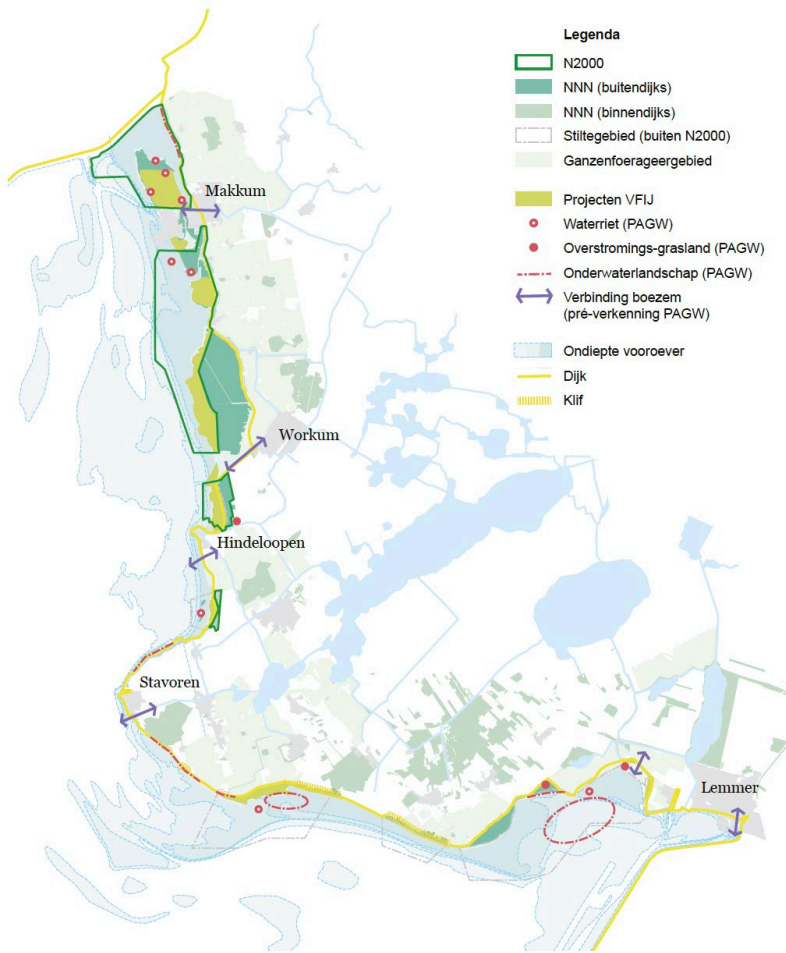 Legenda
N2000
NNN (buitendijks)
NNN (binnendijks)
Stiltegebied (buiten N2000)
Ganzenfoerageergebied
Projecten VFIJ
Waterriet (PAGW)
Overstromings-grasland (PAGW)
Onderwaterlandschap (PAGW)
Verbinding boezem
(pré-verkenning PAGW)
Ondiepte vooroever
Dijk
Klif
Makkum
Workum
Hindeloopen
Stavoren
Lemmer